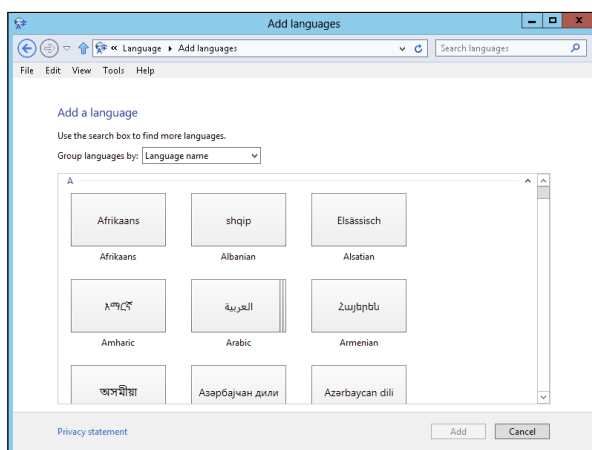 Add languages
« Language ▸ Add languages
Search languages
File Edit View Tools Help
Add a language
Use the search box to find more languages.
Group languages by: Language name
A
Afrikaans shqip Elsässisch
Afrikaans Albanian Alsatian
አማርኛ العربية Հայերեն
Amharic Arabic Armenian
অসমীয়া Азәрбајҹан дили Azərbaycan dili
Privacy statement Add Cancel